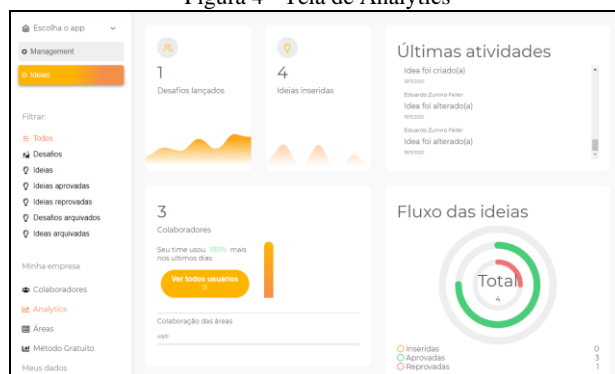 Figura 4 - Tela de Analytics
Escolha o app
Management
Ideias
Filtrar:
Todos
Desafios
Ideias
Ideias aprovadas
Ideias reprovadas
Desafios arquivados
Ideas arquivadas
Minha empresa
Colaboradores
Analytics
Áreas
Método Gratuito
Meus dados
1
Desafios lançados
4
Ideias inseridas
Últimas atividades
Idea foi criado(a)
Eduardo Zunino Feller
Idea foi alterado(a)
Eduardo Zunino Feller
Idea foi alterado(a)
3
Colaboradores
Seu time usou 100% mais
nos ultimos dias
Ver todos usuários
Colaboração das áreas
Fluxo das ideias
Total
4
Inseridas 0
Aprovadas 3
Reprovadas 1